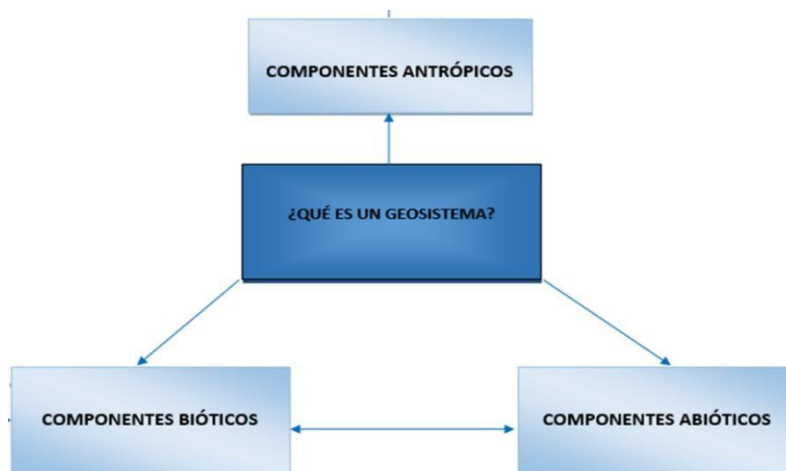 COMPONENTES ANTRÓPICOS
¿QUÉ ES UN GEOSISTEMA?
COMPONENTES BIÓTICOS
COMPONENTES ABIÓTICOS